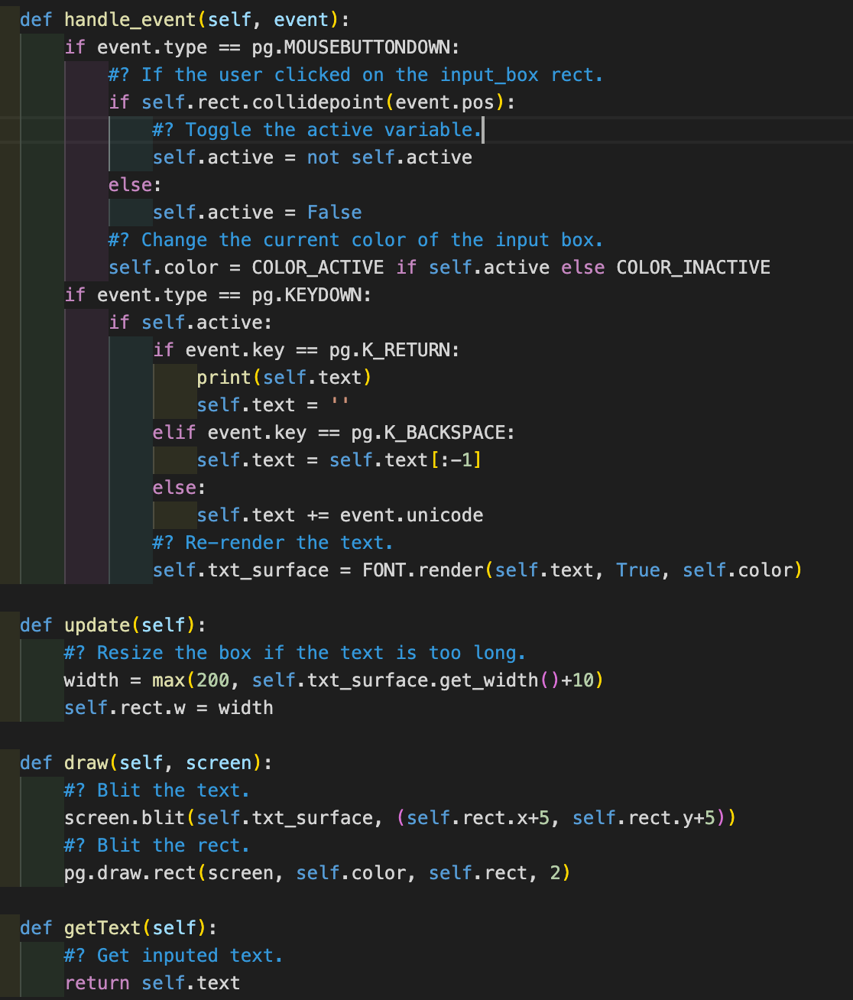 def handle_event(self, event):
    if event.type == pg.MOUSEBUTTONDOWN:
        #? If the user clicked on the input_box rect.
        if self.rect.collidepoint(event.pos):
            #? Toggle the active variable.
            self.active = not self.active
        else:
            self.active = False
        #? Change the current color of the input box.
        self.color = COLOR_ACTIVE if self.active else COLOR_INACTIVE
    if event.type == pg.KEYDOWN:
        if self.active:
            if event.key == pg.K_RETURN:
                print(self.text)
                self.text = ''
            elif event.key == pg.K_BACKSPACE:
                self.text = self.text[:-1]
            else:
                self.text += event.unicode
            #? Re-render the text.
            self.txt_surface = FONT.render(self.text, True, self.color)

def update(self):
    #? Resize the box if the text is too long.
    width = max(200, self.txt_surface.get_width()+10)
    self.rect.w = width

def draw(self, screen):
    #? Blit the text.
    screen.blit(self.txt_surface, (self.rect.x+5, self.rect.y+5))
    #? Blit the rect.
    pg.draw.rect(screen, self.color, self.rect, 2)

def getText(self):
    #? Get inputed text.
    return self.text